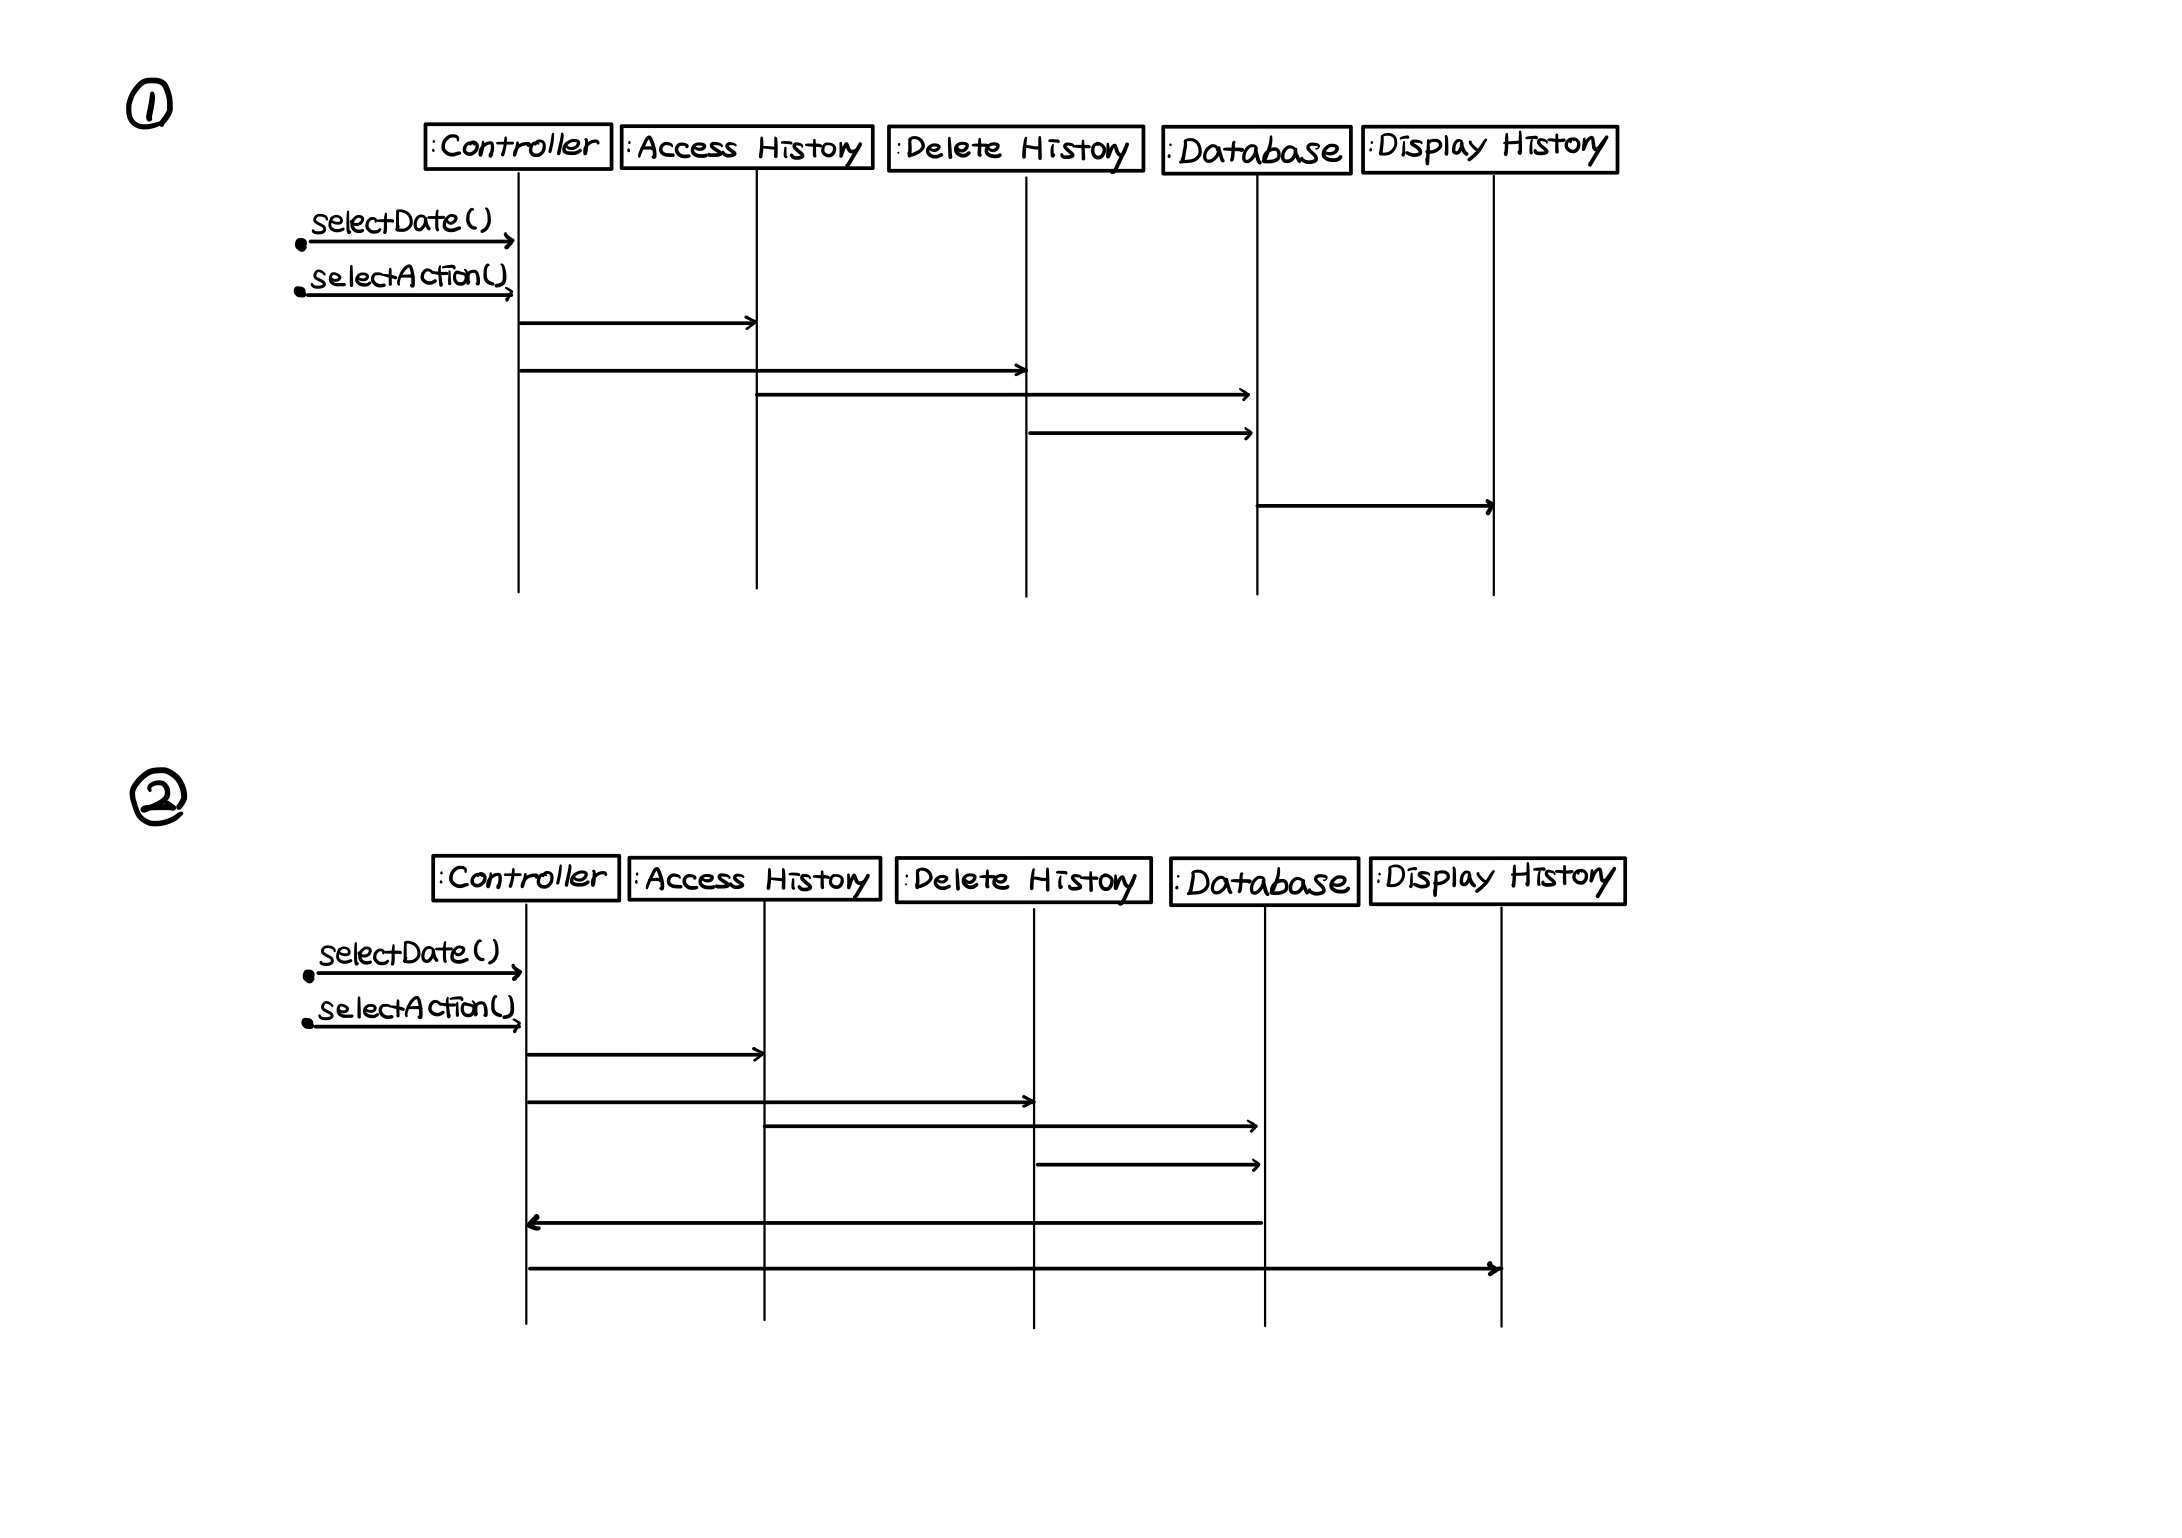 ①
:Controller
:Access History
:Delete History
:Database
:Display History
selectDate()
selectAction()
②
:Controller
:Access History
:Delete History
:Database
:Display History
selectDate()
selectAction()